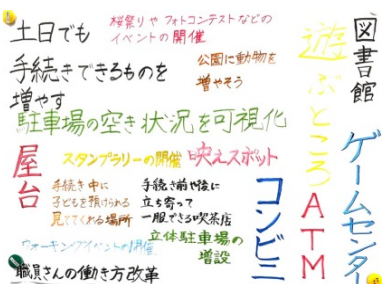 土日でも
手続きできるものを
増やす
桜祭りやフォトコンテストなどの
イベントの開催
公園に動物を
増やそう
駐車場の空き状況を可視化
屋台
スタンプラリーの開催
映えスポット
手続き中に
子どもを預けられる
見ててくれる場所
手続き前や後に
立ち寄って
一服できる喫茶店
ウォーキングイベントの開催
立体駐車場の
増設
職員さんの働き方改革
コンビニ
ATM
遊ぶところ
図書館
ゲームセンター